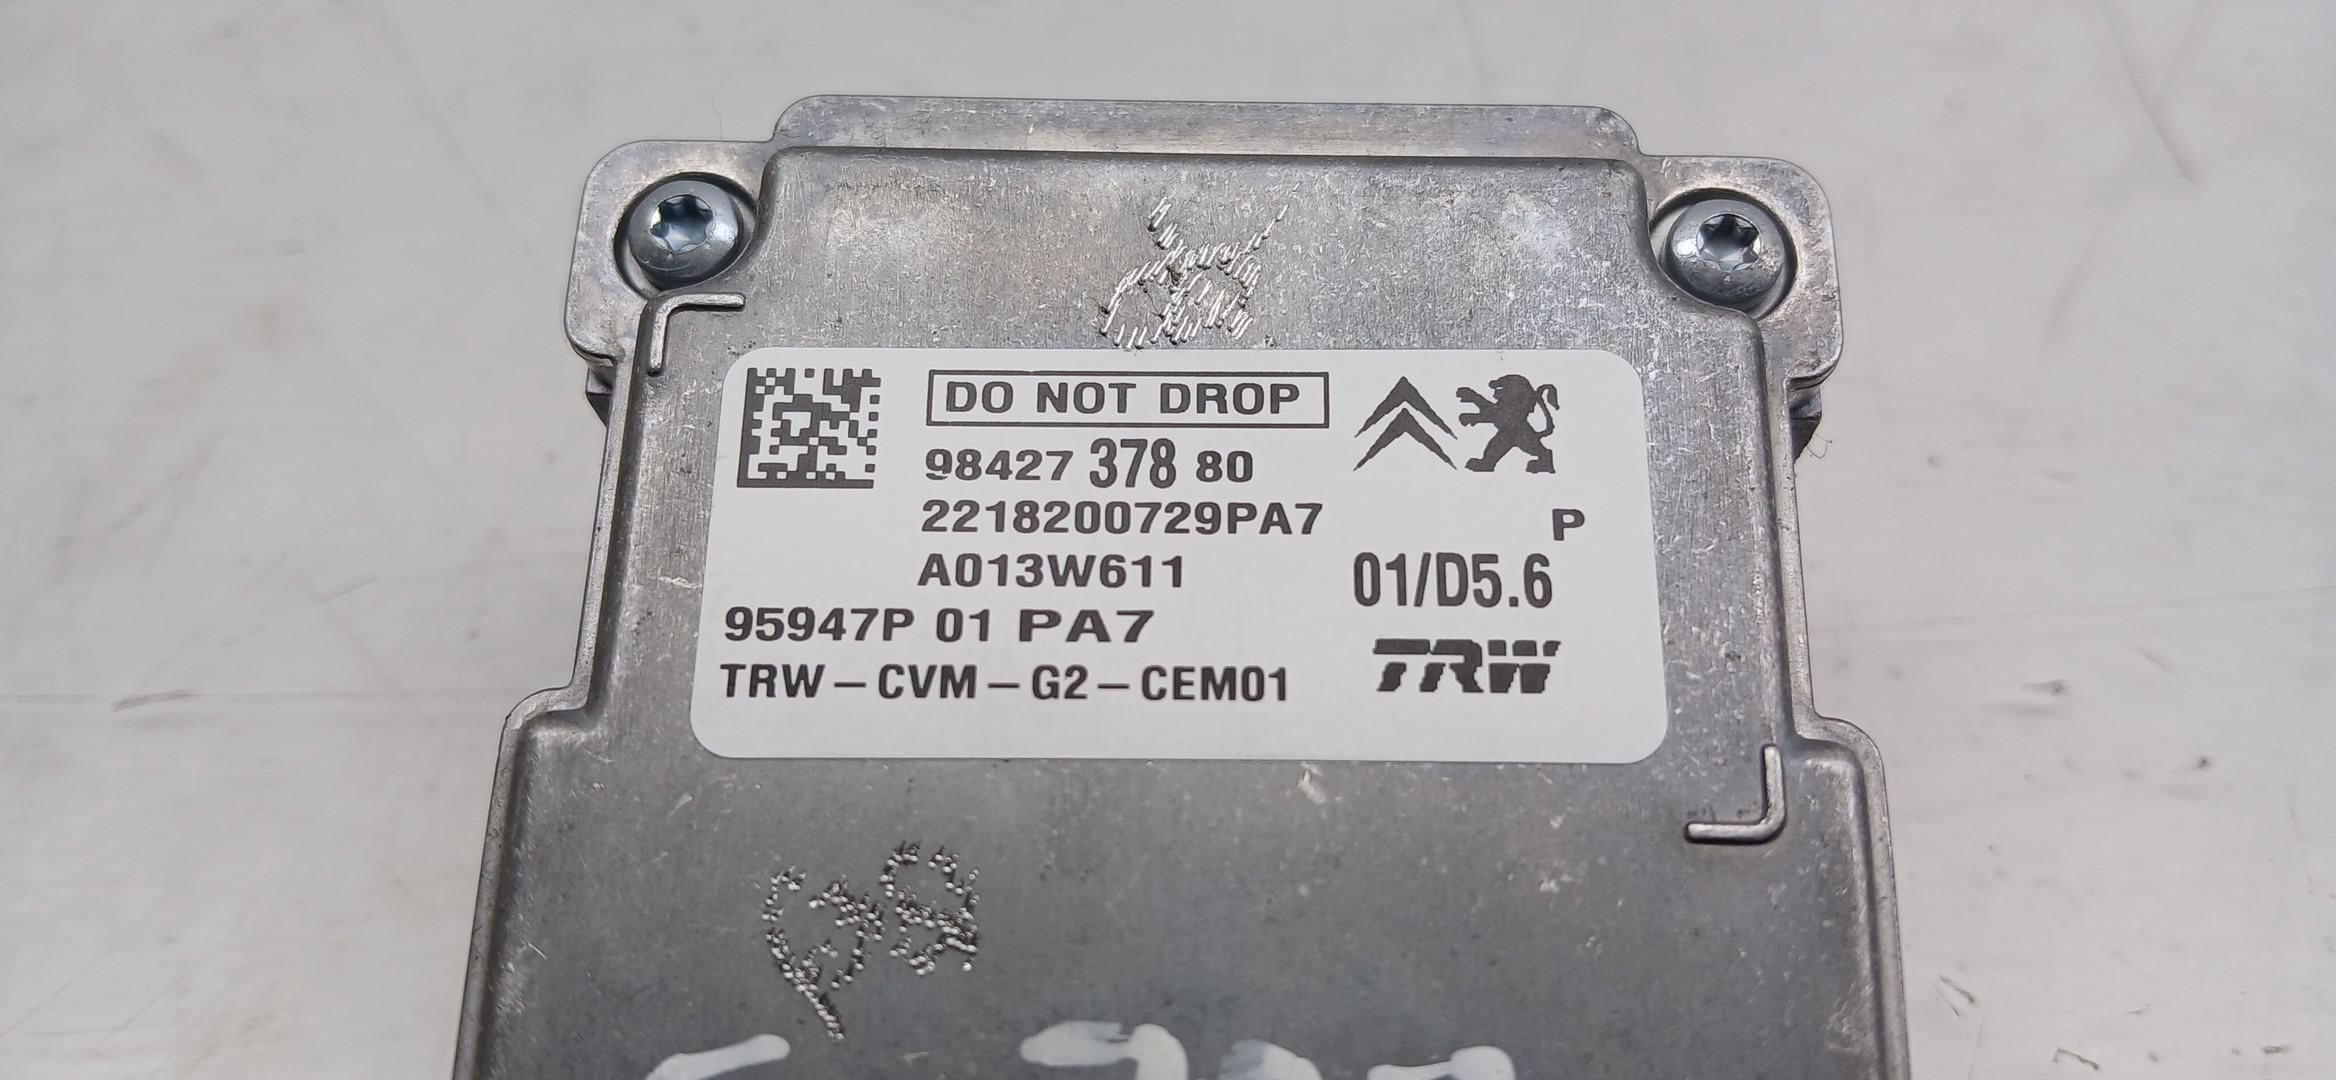 DO NOT DROP
98427 378 80
2218200729PA7
P
A013W611
01/D5.6
95947P 01 PA7
TRW-CVM-G2-CEM01
TRW